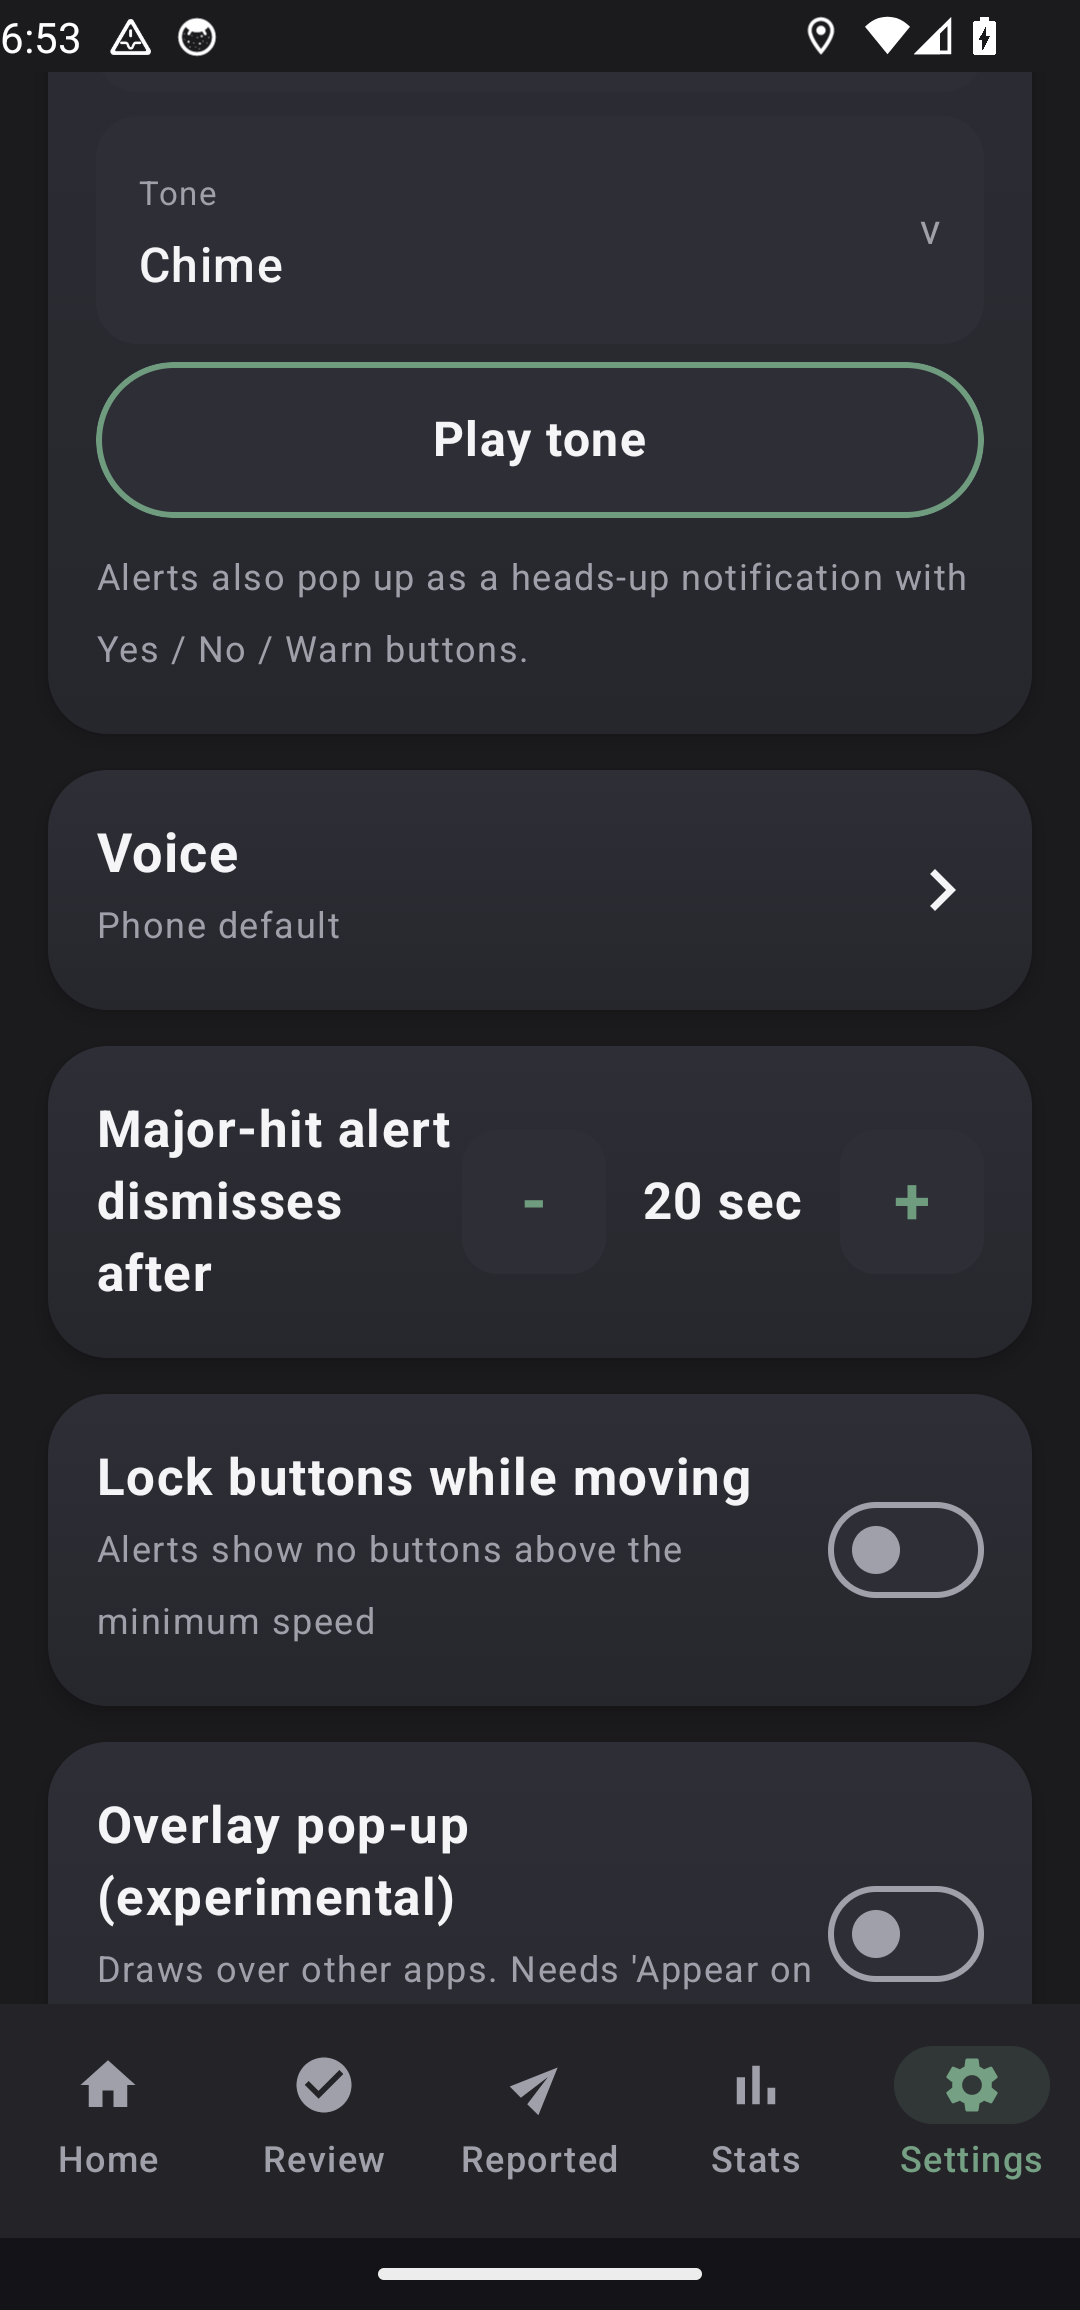 6:53
Tone
Chime
v
Play tone
Alerts also pop up as a heads-up notification with
Yes / No / Warn buttons.
Voice
Phone default
Major-hit alert
dismisses
after
- 20 sec +
Lock buttons while moving
Alerts show no buttons above the
minimum speed
Overlay pop-up
(experimental)
Draws over other apps. Needs 'Appear on
Home Review Reported Stats Settings